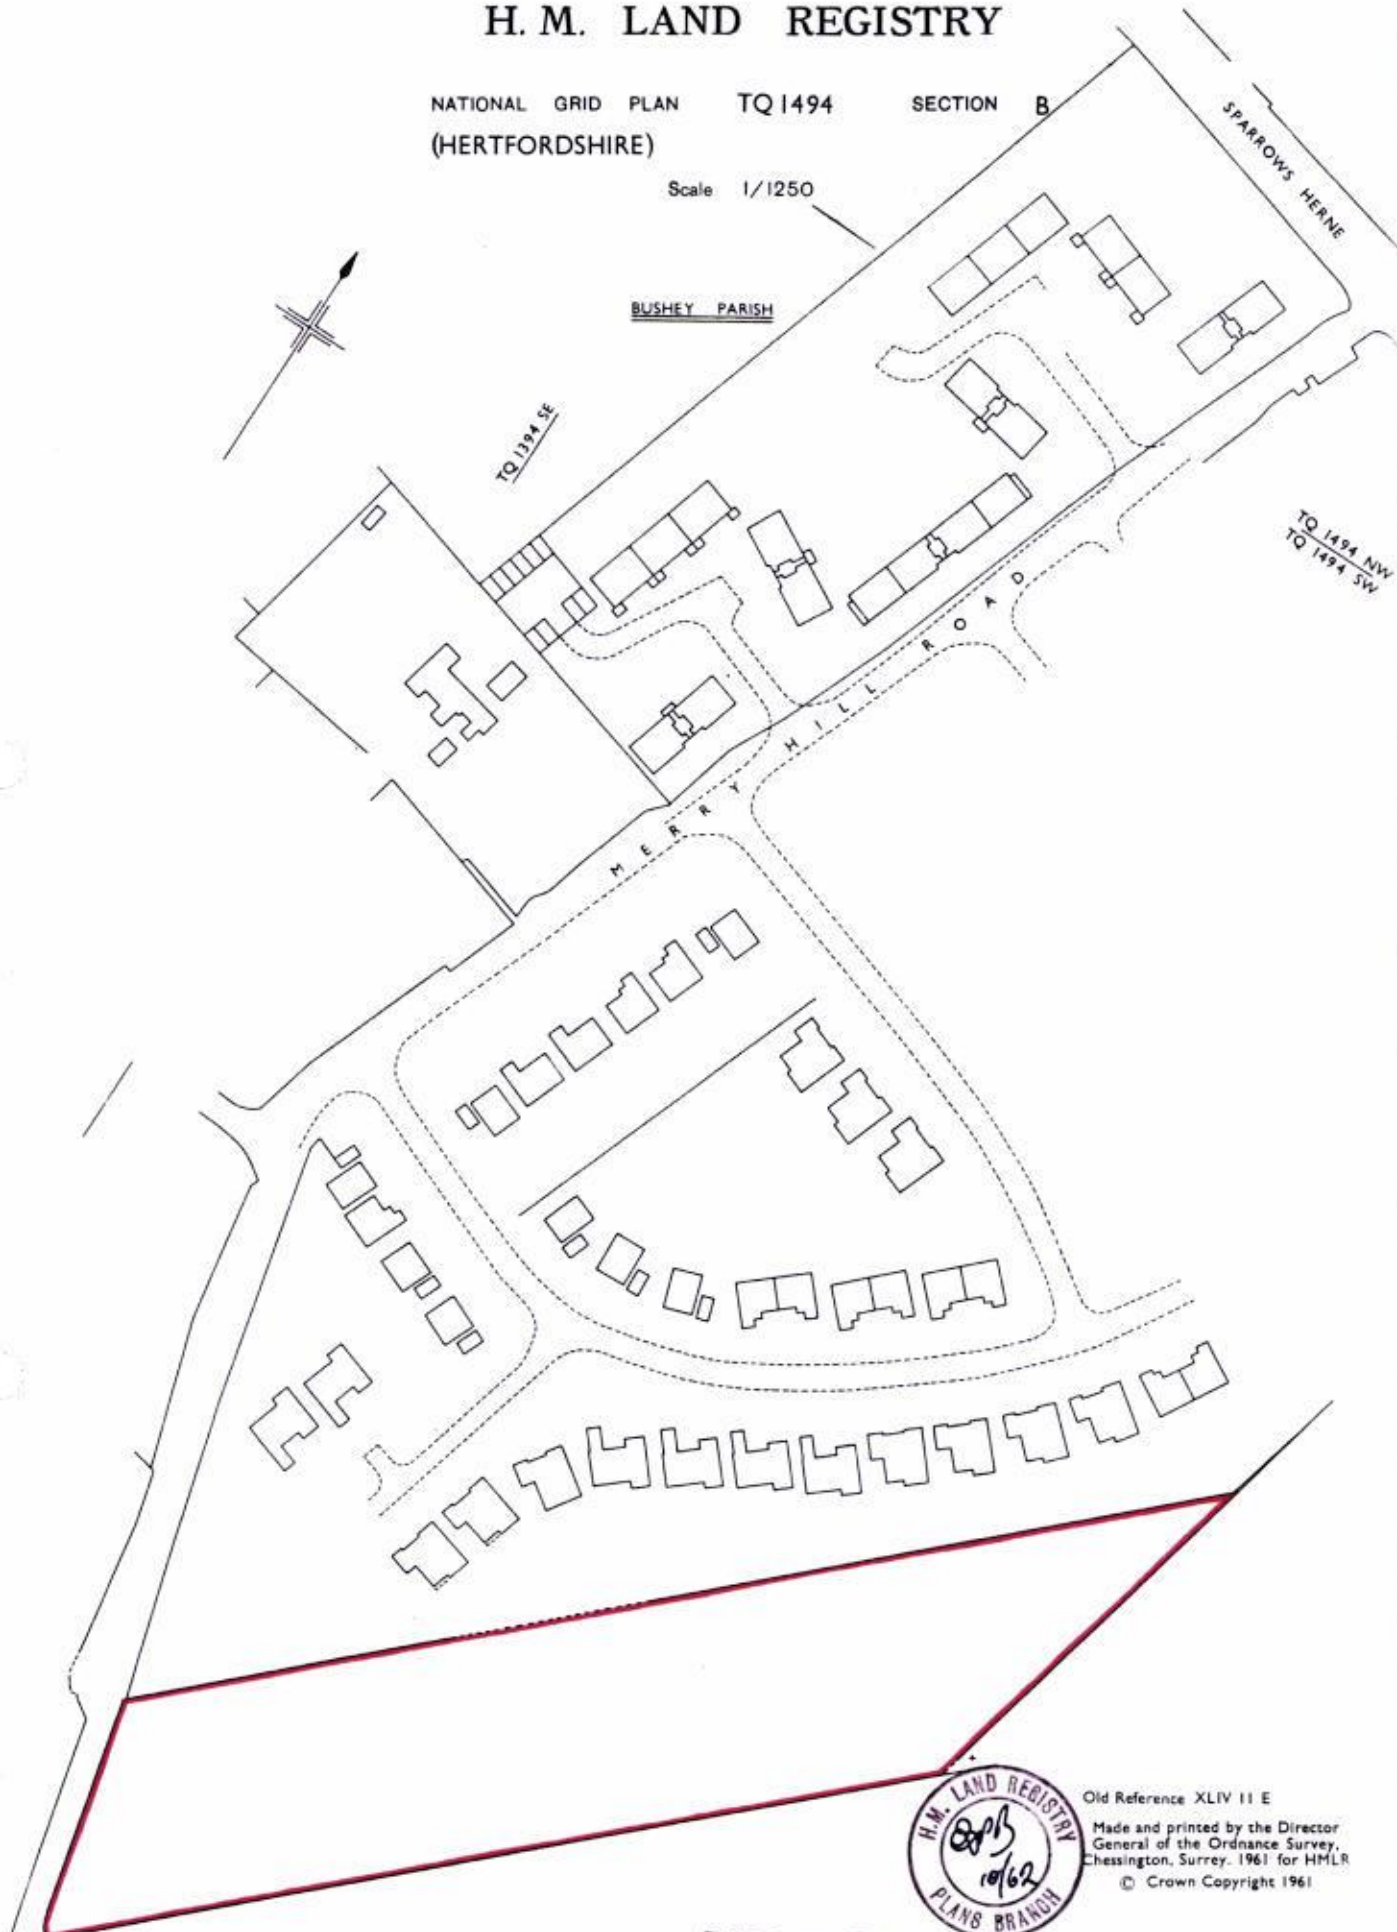 H. M. LAND REGISTRY
NATIONAL GRID PLAN TQ 1494 SECTION B
(HERTFORDSHIRE)
Scale 1/1250
SPARROWS HERNE
BUSHEY PARISH
TQ 1394 SE
TQ 1494 NW
TQ 1494 SW
MERRY HILL ROAD
H.M. LAND REGISTRY
10/62
PLANS BRANCH
Old Reference XLIV 11 E
Made and printed by the Director
General of the Ordnance Survey,
Chessington, Surrey. 1961 for HMLR
© Crown Copyright 1961